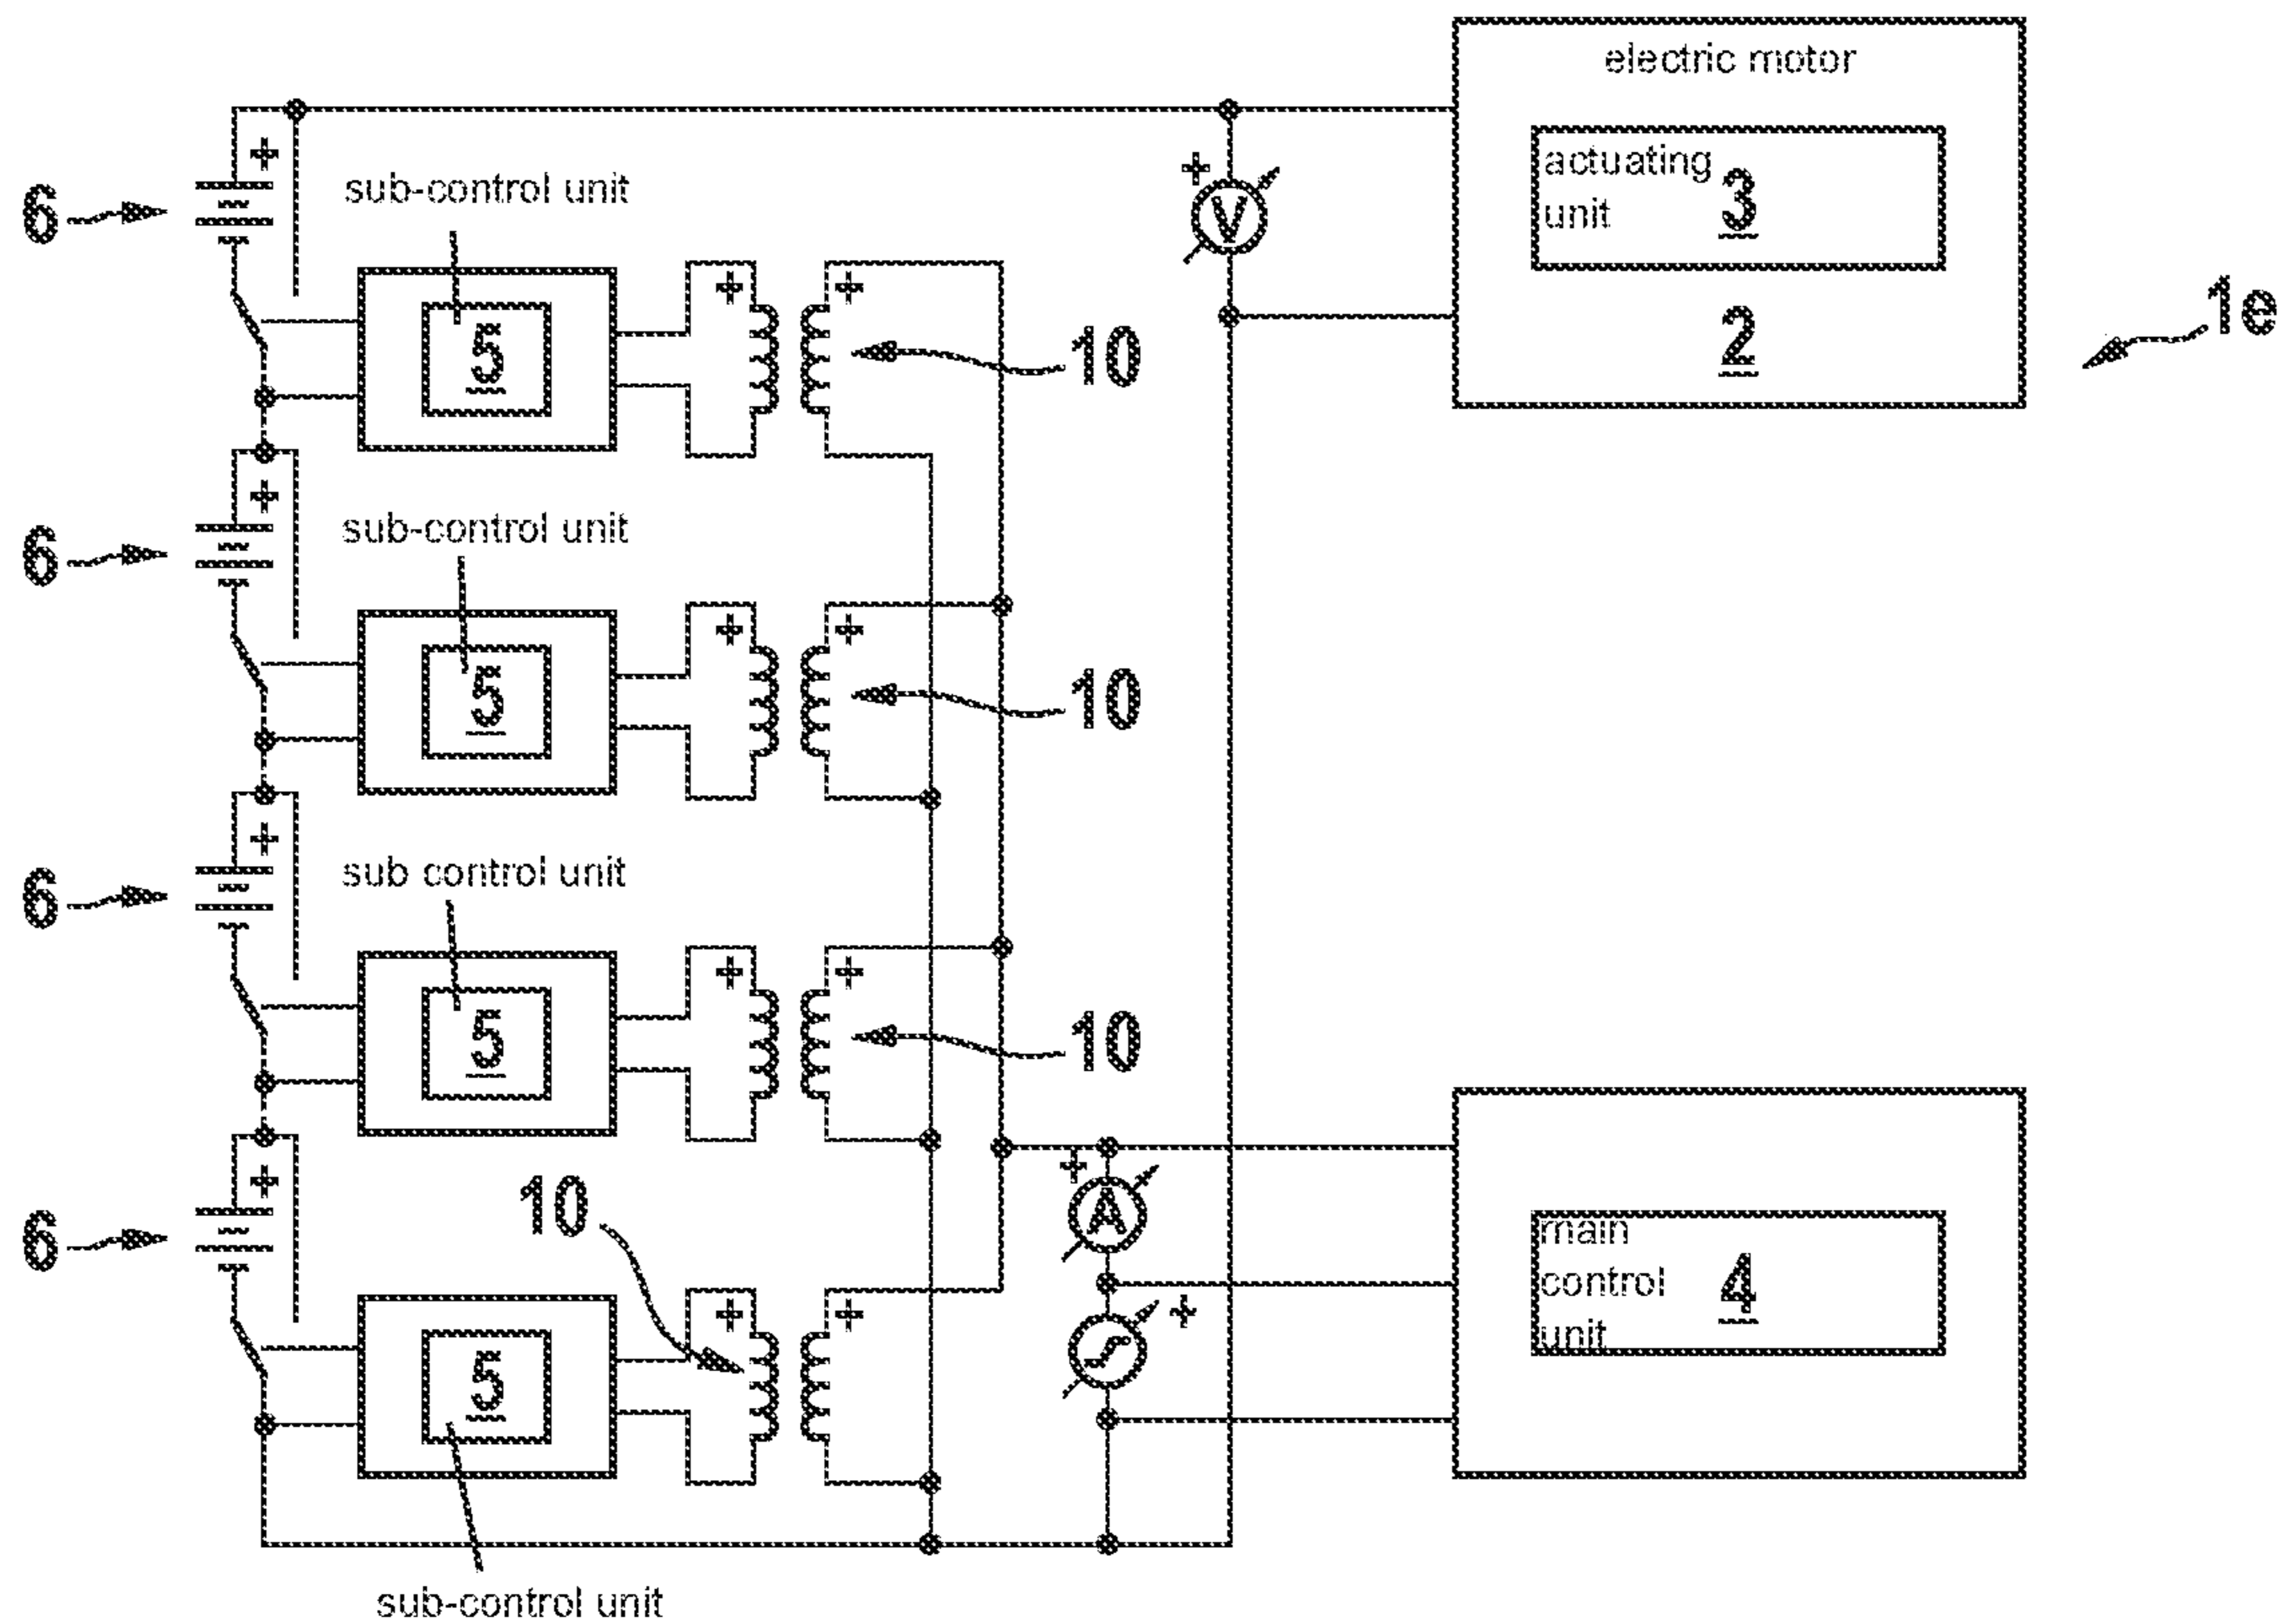 electric motor
actuating
unit
3
2
1e
+
V
6
+
sub-control unit
5
+
+
10
6
+
sub-control unit
5
+
+
10
6
+
sub control unit
5
+
+
10
6
+
10
5
+
+
sub-control unit
+
A
+
main
control
unit
4